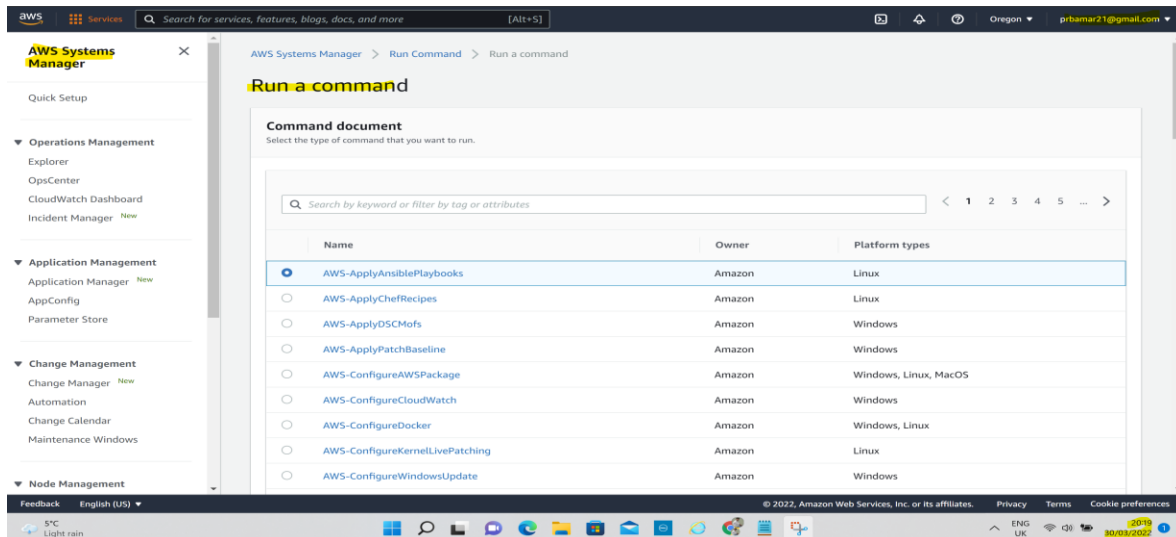 aws
Services
Search for services, features, blogs, docs, and more
[Alt+S]
Oregon
prbamar21@gmail.com
AWS Systems
Manager
Quick Setup
Operations Management
Explorer
OpsCenter
CloudWatch Dashboard
Incident Manager New
Application Management
Application Manager New
AppConfig
Parameter Store
Change Management
Change Manager New
Automation
Change Calendar
Maintenance Windows
Node Management
AWS Systems Manager > Run Command > Run a command
Run a command
Command document
Select the type of command that you want to run.
Search by keyword or filter by tag or attributes
< 1 2 3 4 5 ... >
Name Owner Platform types
AWS-ApplyAnsiblePlaybooks Amazon Linux
AWS-ApplyChefRecipes Amazon Linux
AWS-ApplyDSCMofs Amazon Windows
AWS-ApplyPatchBaseline Amazon Windows
AWS-ConfigureAWSPackage Amazon Windows, Linux, MacOS
AWS-ConfigureCloudWatch Amazon Windows
AWS-ConfigureDocker Amazon Windows, Linux
AWS-ConfigureKernelLivePatching Amazon Linux
AWS-ConfigureWindowsUpdate Amazon Windows
Feedback English (US) © 2022, Amazon Web Services, Inc. or its affiliates. Privacy Terms Cookie preferences
5°C
Light rain
ENG
UK
20:19
30/03/2022
1